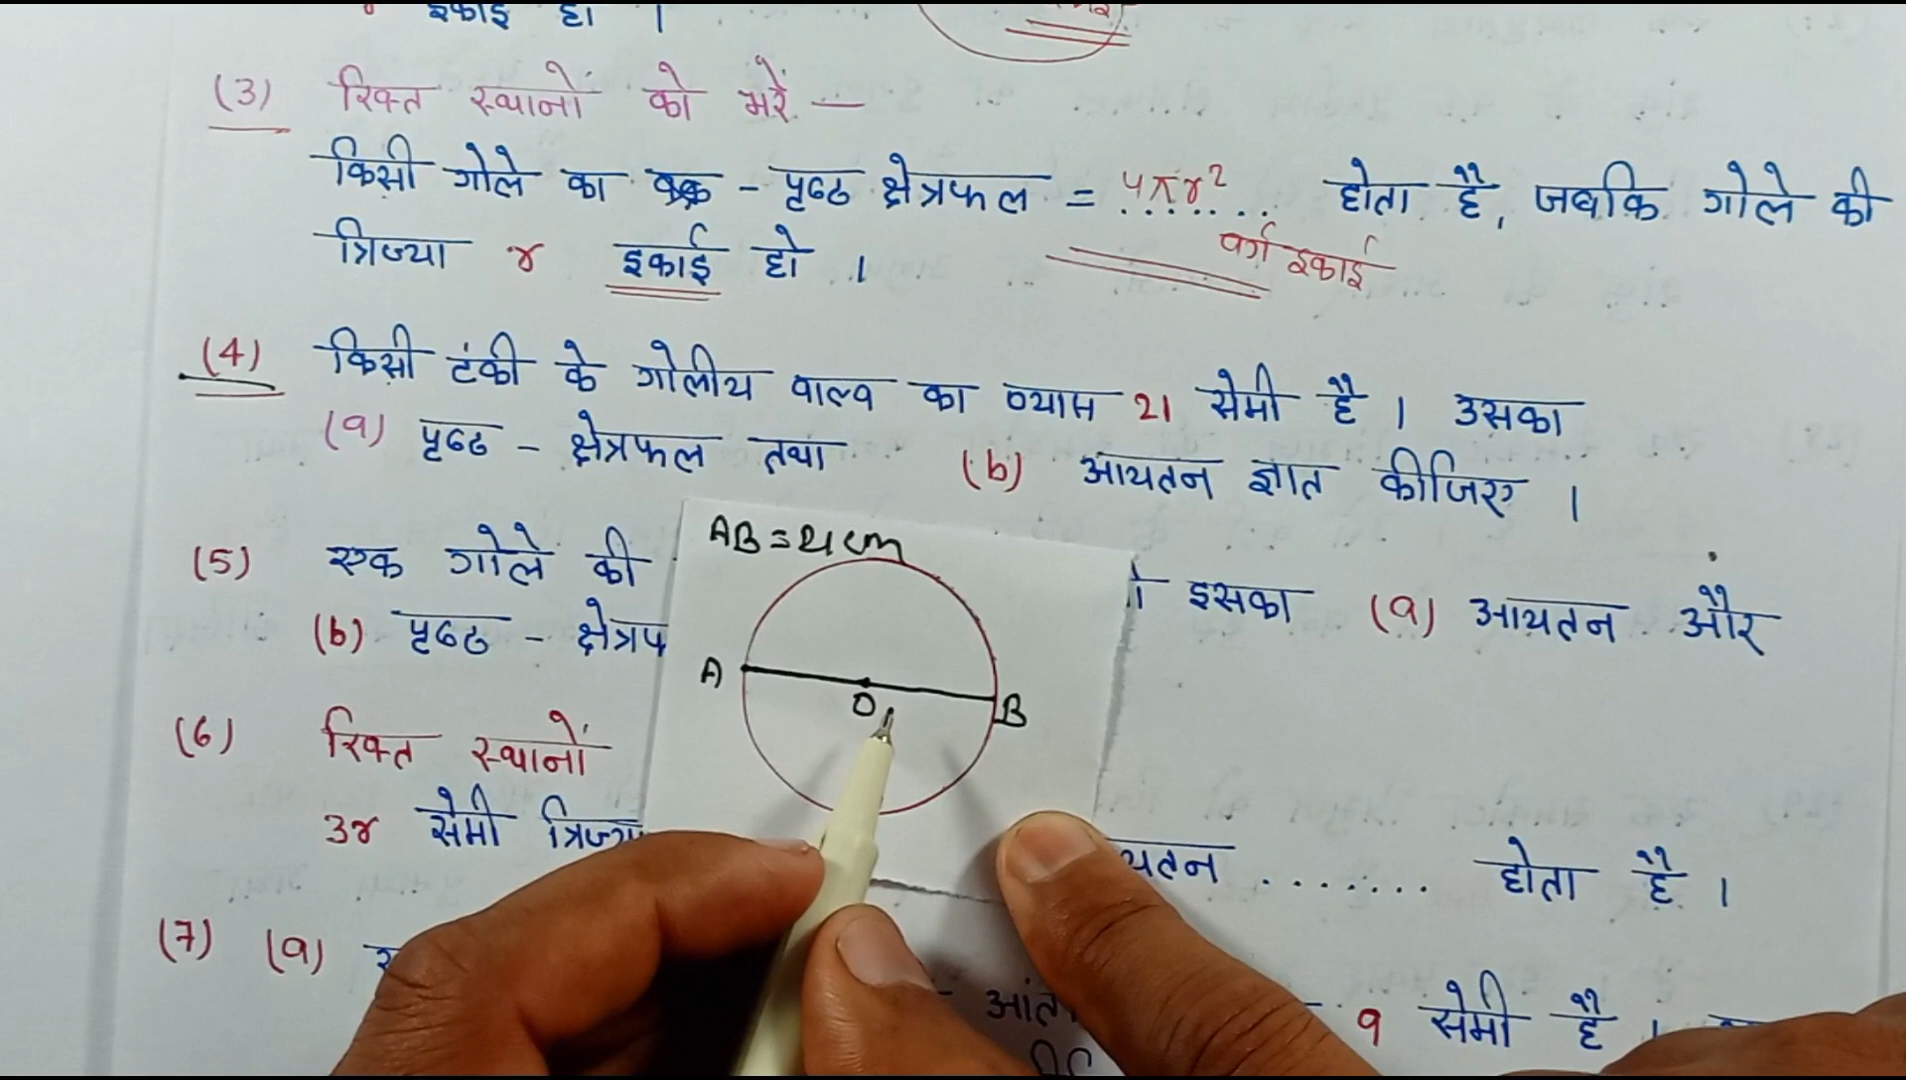 इकाई हो ।
(3) रिक्त स्थानों को भरें —
किसी गोले का वक्र - पृष्ठ क्षेत्रफल = 4πr² होता है, जबकि गोले की
वर्ग इकाई
त्रिज्या r इकाई हो ।
(4) किसी टंकी के गोलीय वाल्व का व्यास 21 सेमी है । उसका
(a) पृष्ठ - क्षेत्रफल तथा (b) आयतन ज्ञात कीजिए ।
AB = 21 cm
(5) एक गोले की इसका (a) आयतन और
(b) पृष्ठ - क्षेत्रफ
A O B
(6) रिक्त स्थानों
3r सेमी त्रिज्या यतन ....... होता है ।
(7) (a)
9 सेमी है ।